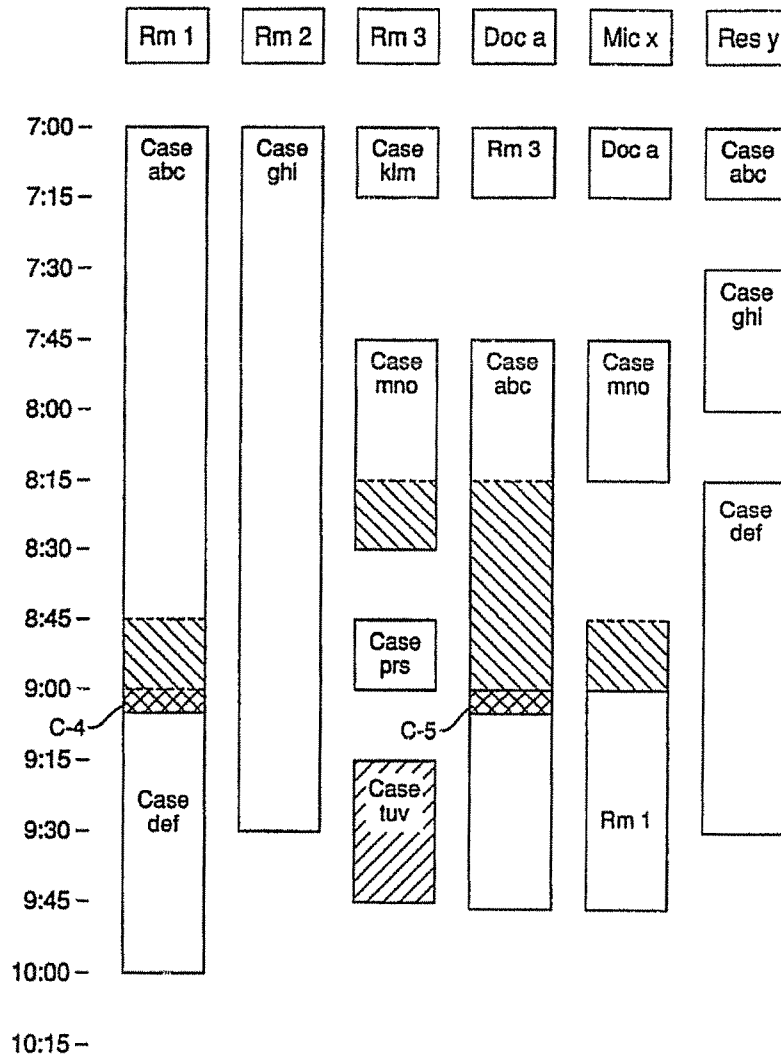 Rm 1 Rm 2 Rm 3 Doc a Mic x Res y
7:00
Case abc
Case ghi
Case klm
Rm 3
Doc a
Case abc
7:15
7:30
Case ghi
7:45
Case mno
Case abc
Case mno
8:00
8:15
Case def
8:30
8:45
Case prs
9:00
C-4
C-5
9:15
Case tuv
Case def
Rm 1
9:30
9:45
10:00
10:15